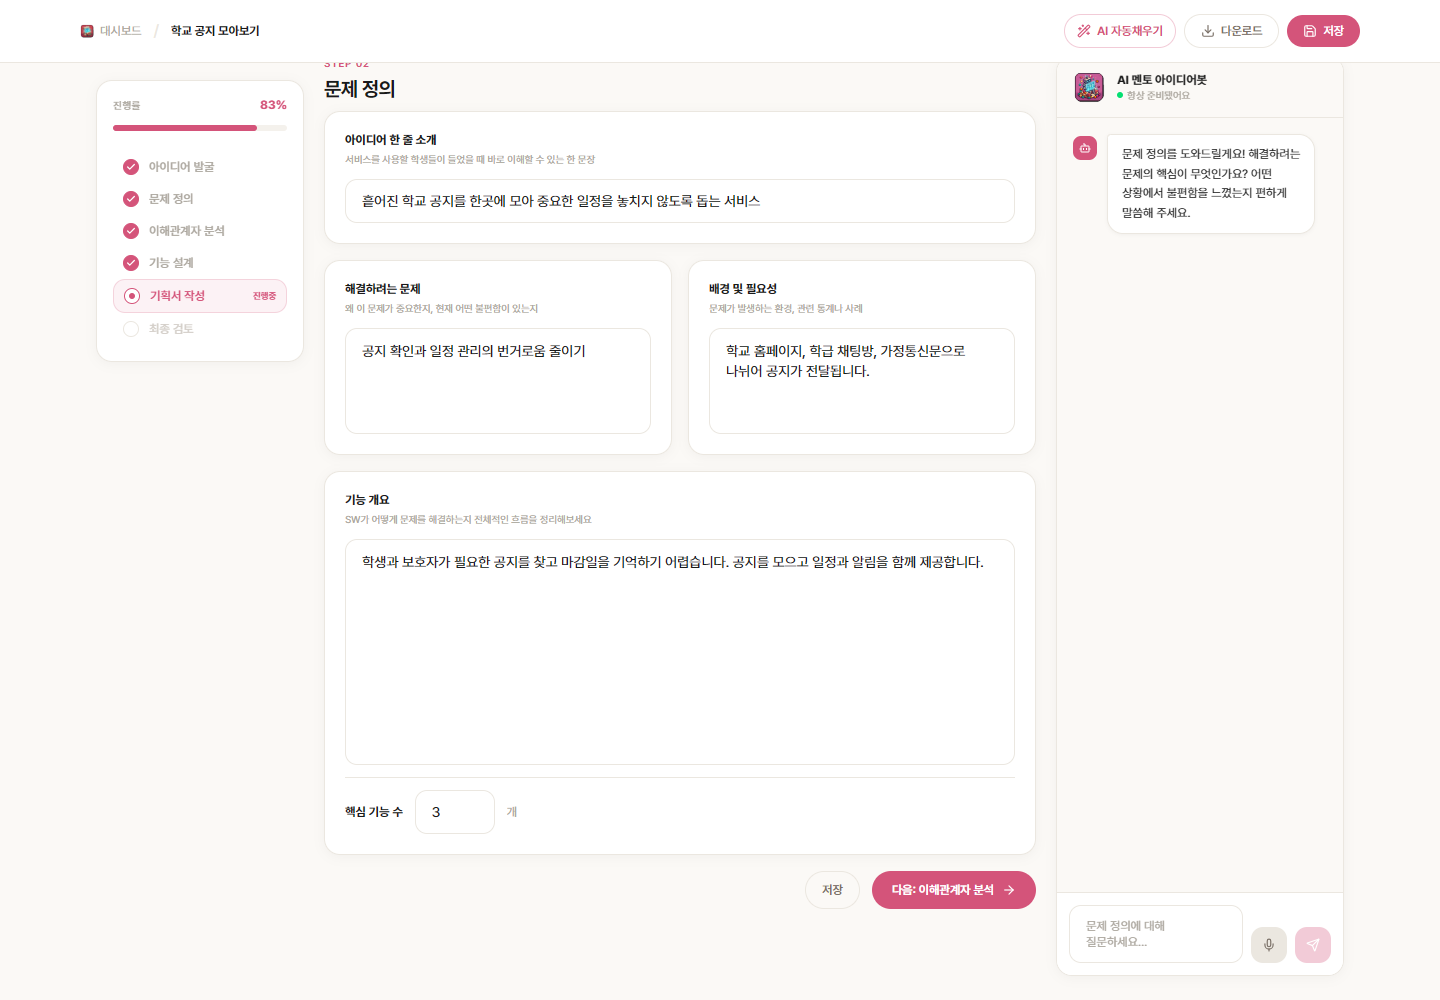 대시보드 / 학교 공지 모아보기
AI 자동채우기
다운로드
저장
진행률 83%
아이디어 발굴
문제 정의
이해관계자 분석
기능 설계
기획서 작성 진행중
최종 검토
STEP 02
문제 정의
아이디어 한 줄 소개
서비스를 사용할 학생들이 들었을 때 바로 이해할 수 있는 한 문장
흩어진 학교 공지를 한곳에 모아 중요한 일정을 놓치지 않도록 돕는 서비스
해결하려는 문제
왜 이 문제가 중요한지, 현재 어떤 불편함이 있는지
공지 확인과 일정 관리의 번거로움 줄이기
배경 및 필요성
문제가 발생하는 환경, 관련 통계나 사례
학교 홈페이지, 학급 채팅방, 가정통신문으로
나뉘어 공지가 전달됩니다.
기능 개요
SW가 어떻게 문제를 해결하는지 전체적인 흐름을 정리해보세요
학생과 보호자가 필요한 공지를 찾고 마감일을 기억하기 어렵습니다. 공지를 모으고 일정과 알림을 함께 제공합니다.
핵심 기능 수 3 개
저장
다음: 이해관계자 분석
AI 멘토 아이디어봇
항상 준비됐어요
문제 정의를 도와드릴게요! 해결하려는
문제의 핵심이 무엇인가요? 어떤
상황에서 불편함을 느꼈는지 편하게
말씀해 주세요.
문제 정의에 대해
질문하세요...